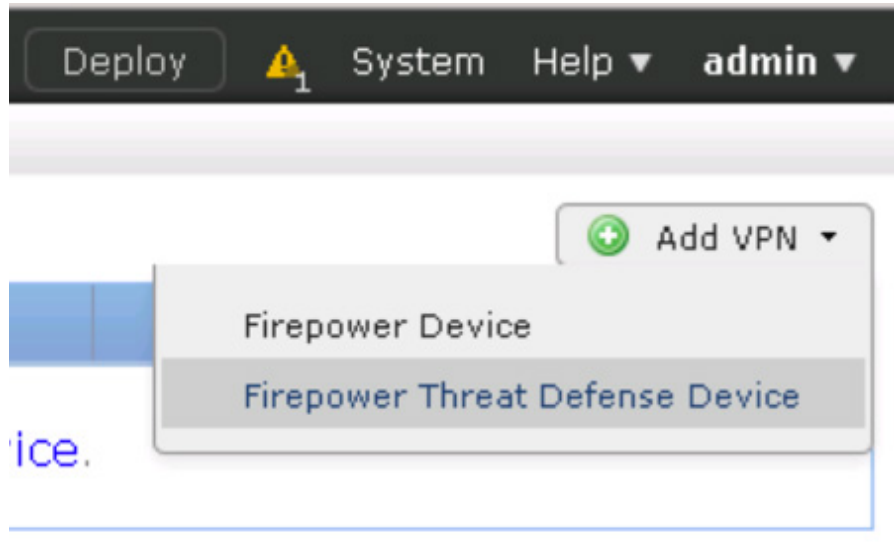 Deploy 1 System Help admin
Add VPN
Firepower Device
Firepower Threat Defense Device
ice.